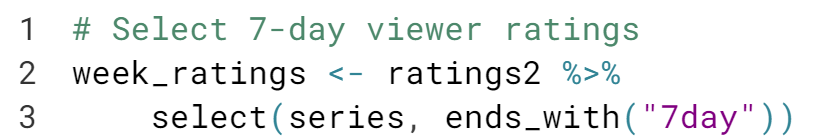 1 # Select 7-day viewer ratings
2 week_ratings <- ratings2 %>%
3     select(series, ends_with("7day"))